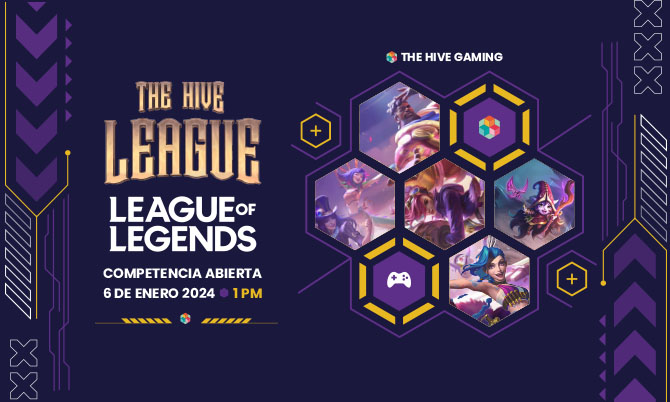 THE HIVE GAMING
THE HIVE
LEAGUE
LEAGUE OF
LEGENDS
COMPETENCIA ABIERTA
6 DE ENERO 2024 1 PM